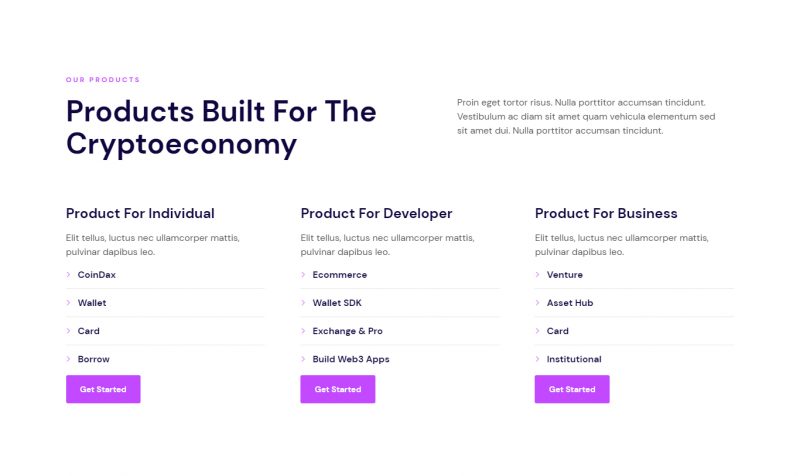 OUR PRODUCTS
Products Built For The
Cryptoeconomy
Proin eget tortor risus. Nulla porttitor accumsan tincidunt.
Vestibulum ac diam sit amet quam vehicula elementum sed
sit amet dui. Nulla porttitor accumsan tincidunt.
Product For Individual
Elit tellus, luctus nec ullamcorper mattis,
pulvinar dapibus leo.
CoinDax
Wallet
Card
Borrow
Get Started
Product For Developer
Elit tellus, luctus nec ullamcorper mattis,
pulvinar dapibus leo.
Ecommerce
Wallet SDK
Exchange & Pro
Build Web3 Apps
Get Started
Product For Business
Elit tellus, luctus nec ullamcorper mattis,
pulvinar dapibus leo.
Venture
Asset Hub
Card
Institutional
Get Started